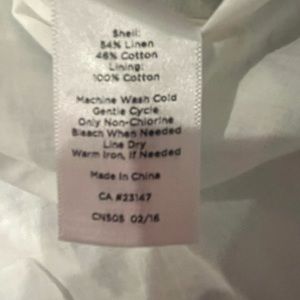 Shell:
54% Linen
46% Cotton
Lining:
100% Cotton
Machine Wash Cold
Gentle Cycle
Only Non-Chlorine
Bleach When Needed
Line Dry
Warm Iron, If Needed
Made In China
CA #23147
CN505 02/16